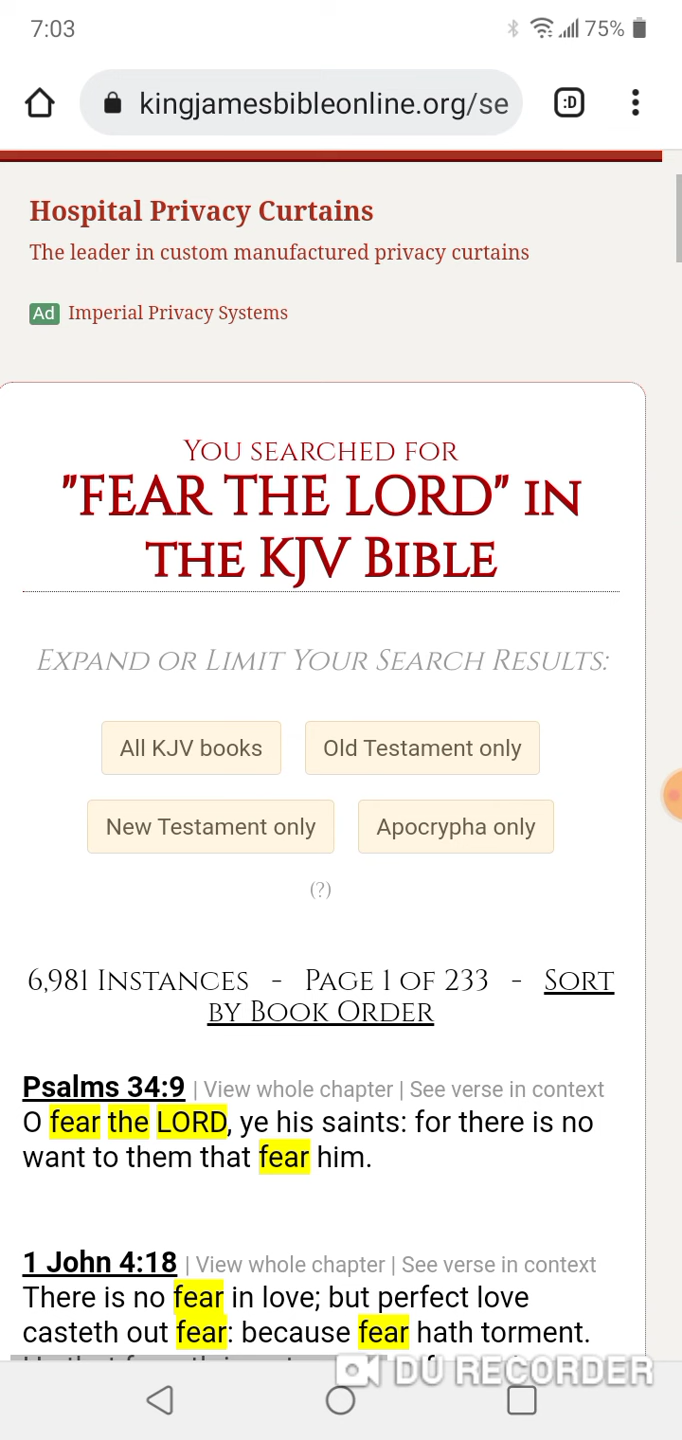 7:03
75%
kingjamesbibleonline.org/se
:D
Hospital Privacy Curtains
The leader in custom manufactured privacy curtains
Ad Imperial Privacy Systems
YOU SEARCHED FOR
"FEAR THE LORD" IN
THE KJV BIBLE
EXPAND OR LIMIT YOUR SEARCH RESULTS:
All KJV books Old Testament only
New Testament only Apocrypha only
(?)
6,981 INSTANCES - PAGE 1 OF 233 - SORT
BY BOOK ORDER
Psalms 34:9 | View whole chapter | See verse in context
O fear the LORD, ye his saints: for there is no
want to them that fear him.
1 John 4:18 | View whole chapter | See verse in context
There is no fear in love; but perfect love
casteth out fear: because fear hath torment.
DU RECORDER